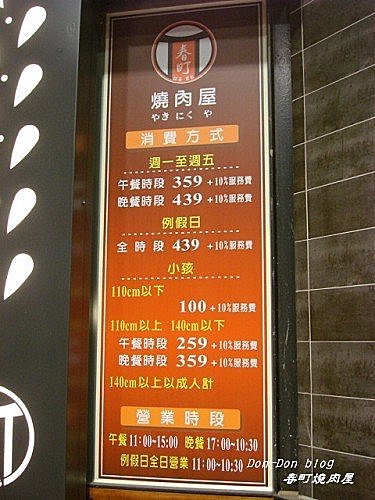 春町
燒肉屋
やきにくや
消費方式
週一至週五
午餐時段 359 +10%服務費
晚餐時段 439 +10%服務費
例假日
全時段 439 +10%服務費
小孩
110cm以下
100 +10%服務費
110cm以上 140cm以下
午餐時段 259 +10%服務費
晚餐時段 359 +10%服務費
140cm以上以成人計
營業時段
午餐 11:00~15:00 晚餐 17:00~10:30
例假日全日營業 11:00~10:30
Don-Don blog
春町燒肉屋